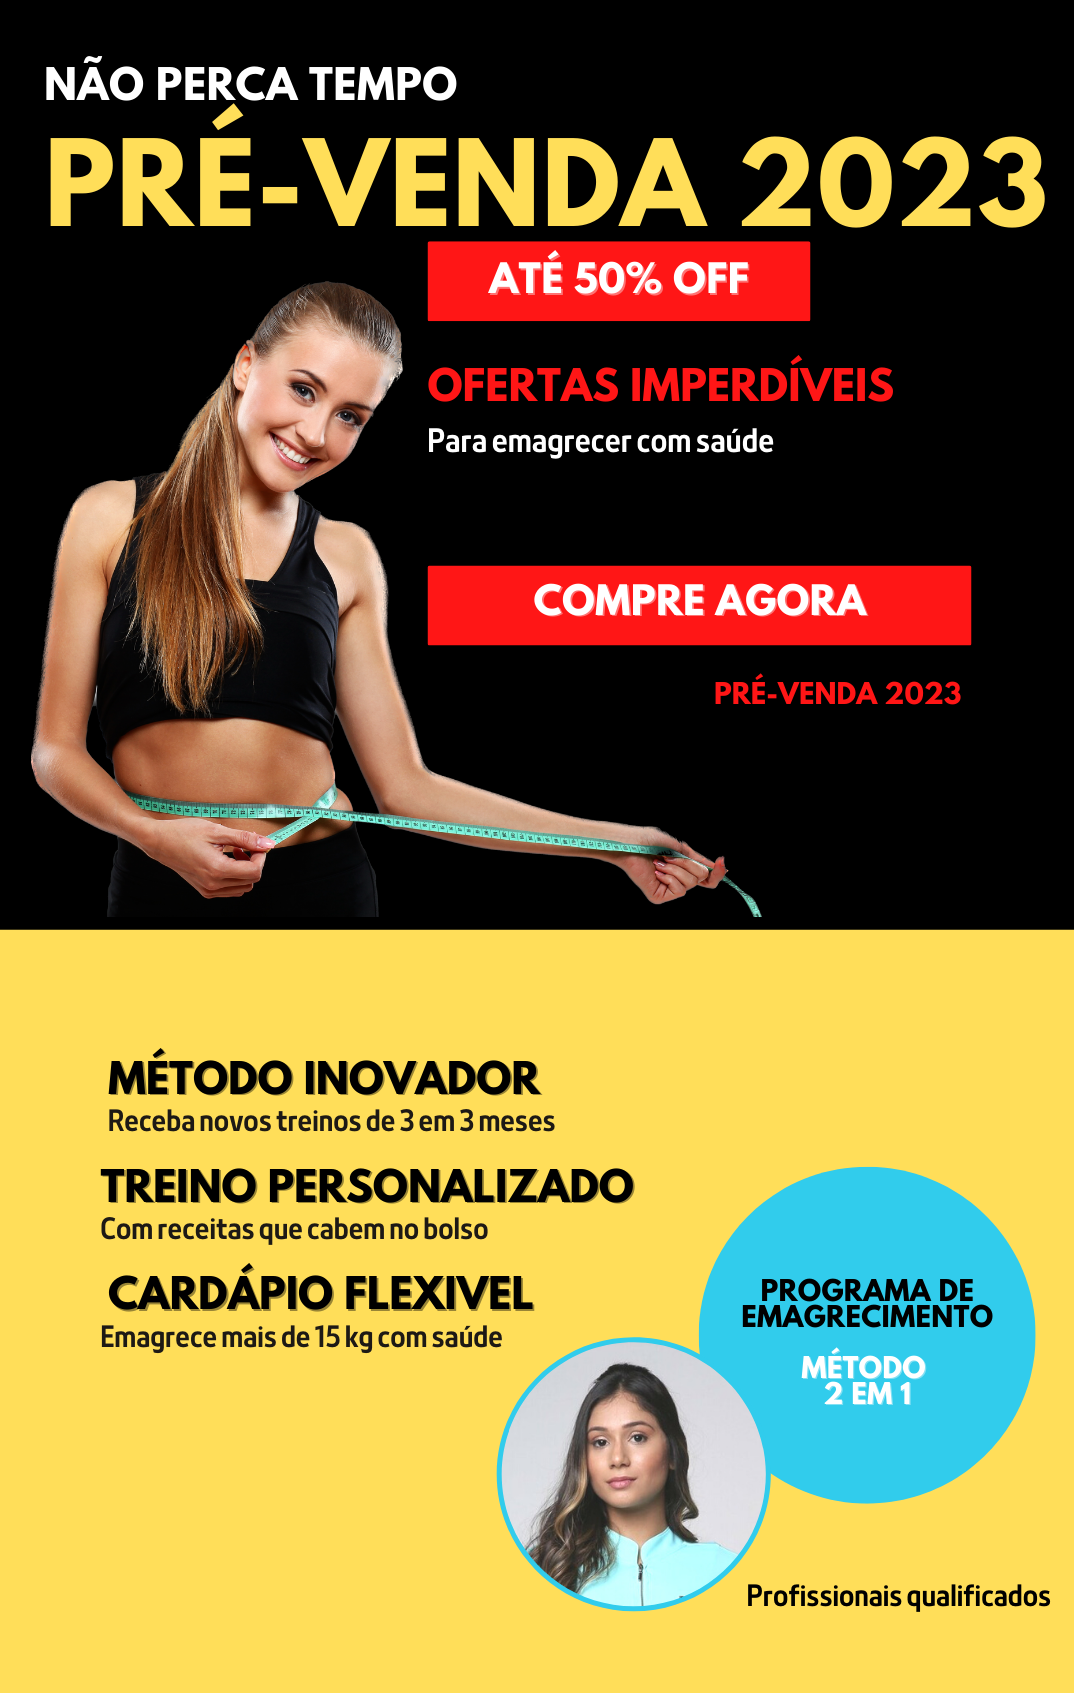 NÃO PERCA TEMPO
PRÉ-VENDA 2023
ATÉ 50% OFF
OFERTAS IMPERDÍVEIS
Para emagrecer com saúde
COMPRE AGORA
PRÉ-VENDA 2023
MÉTODO INOVADOR
Receba novos treinos de 3 em 3 meses
TREINO PERSONALIZADO
Com receitas que cabem no bolso
CARDÁPIO FLEXIVEL
Emagrece mais de 15 kg com saúde
PROGRAMA DE
EMAGRECIMENTO
MÉTODO
2 EM 1
Profissionais qualificados